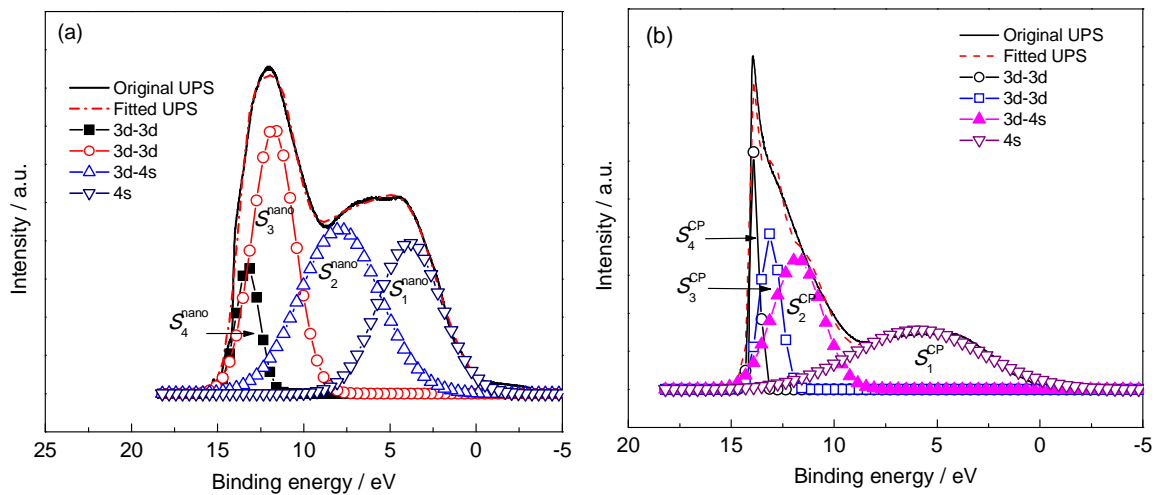 (a)
Original UPS
Fitted UPS
3d-3d
3d-3d
3d-4s
4s
S3nano
S2nano
S1nano
S4nano
Intensity / a.u.
25 20 15 10 5 0 -5
Binding energy / eV
(b)
Original UPS
Fitted UPS
3d-3d
3d-3d
3d-4s
4s
S4CP
S3CP
S2CP
S1CP
Intensity / a.u.
20 15 10 5 0 -5
Binding energy / eV